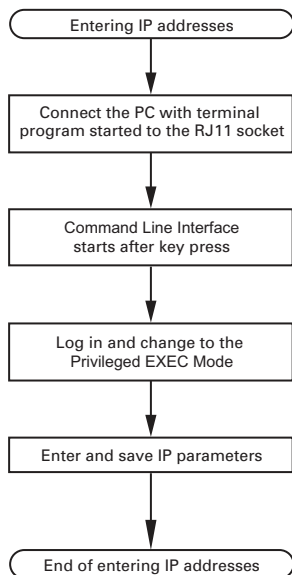 Entering IP addresses
Connect the PC with terminal
program started to the RJ11 socket
Command Line Interface
starts after key press
Log in and change to the
Privileged EXEC Mode
Enter and save IP parameters
End of entering IP addresses